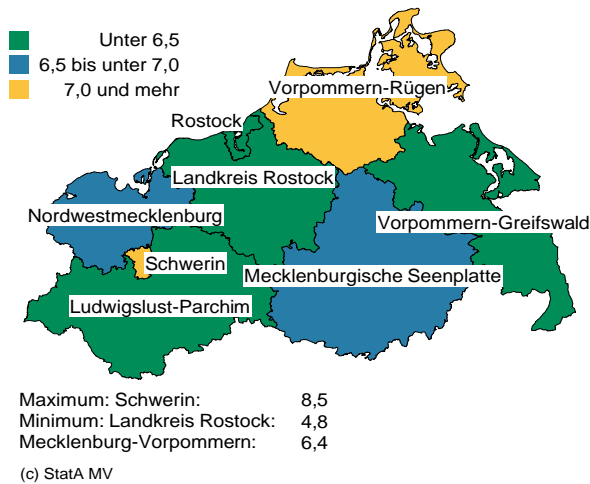 Unter 6,5
6,5 bis unter 7,0
7,0 und mehr
Vorpommern-Rügen
Rostock
Landkreis Rostock
Nordwestmecklenburg
Vorpommern-Greifswald
Schwerin
Mecklenburgische Seenplatte
Ludwigslust-Parchim
Maximum: Schwerin: 8,5
Minimum: Landkreis Rostock: 4,8
Mecklenburg-Vorpommern: 6,4
(c) StatA MV